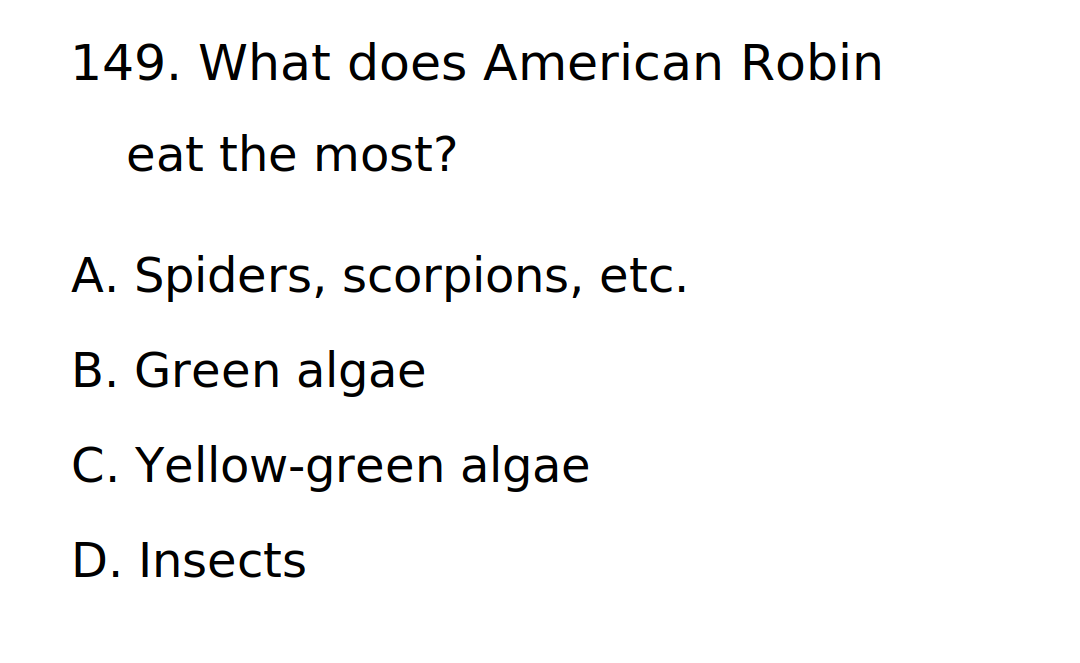 149. What does American Robin
eat the most?
A. Spiders, scorpions, etc.
B. Green algae
C. Yellow-green algae
D. Insects